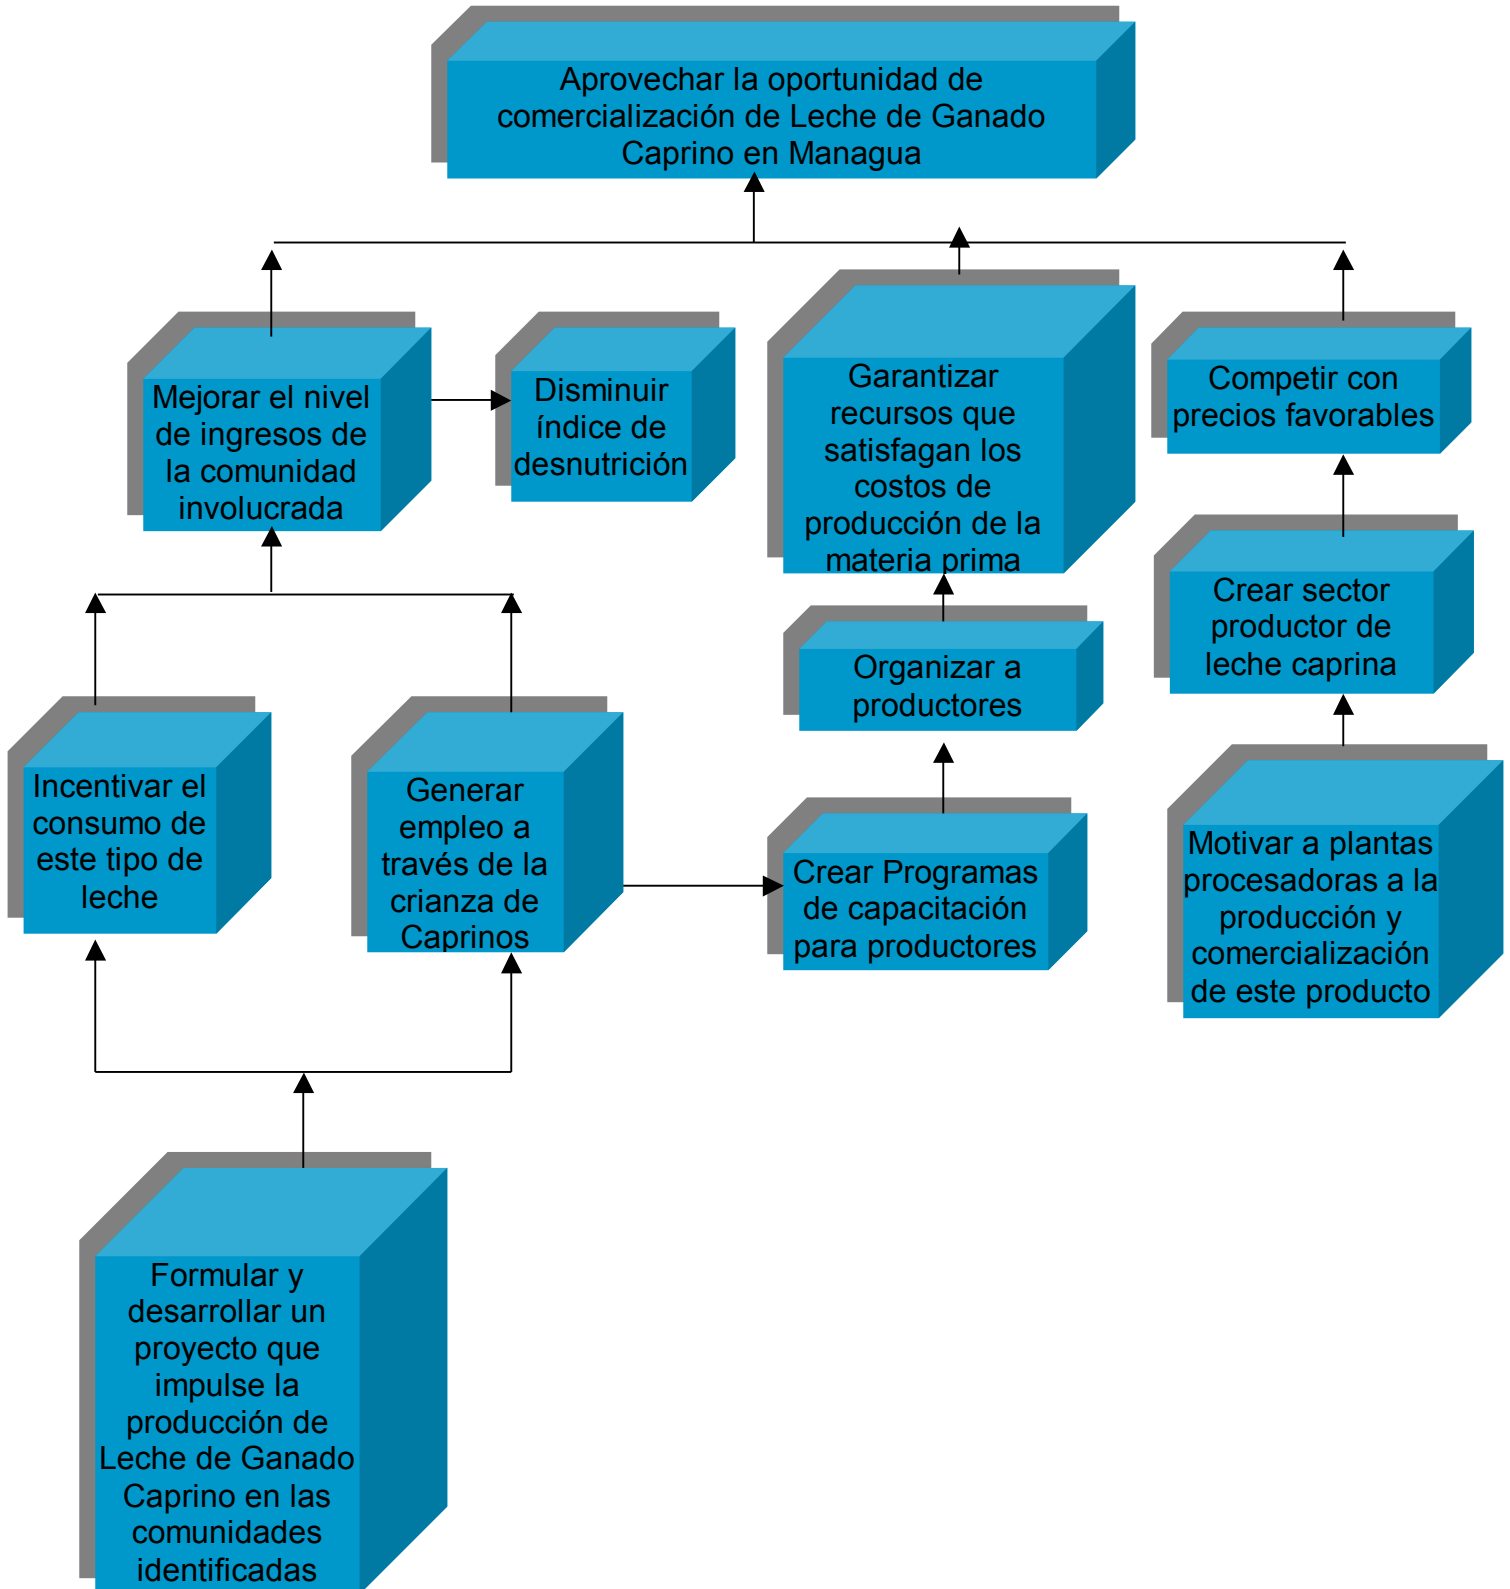 Aprovechar la oportunidad de
comercialización de Leche de Ganado
Caprino en Managua
Mejorar el nivel
de ingresos de
la comunidad
involucrada
Disminuir
índice de
desnutrición
Garantizar
recursos que
satisfagan los
costos de
producción de la
materia prima
Competir con
precios favorables
Crear sector
productor de
leche caprina
Organizar a
productores
Incentivar el
consumo de
este tipo de
leche
Generar
empleo a
través de la
crianza de
Caprinos
Crear Programas
de capacitación
para productores
Motivar a plantas
procesadoras a la
producción y
comercialización
de este producto
Formular y
desarrollar un
proyecto que
impulse la
producción de
Leche de Ganado
Caprino en las
comunidades
identificadas